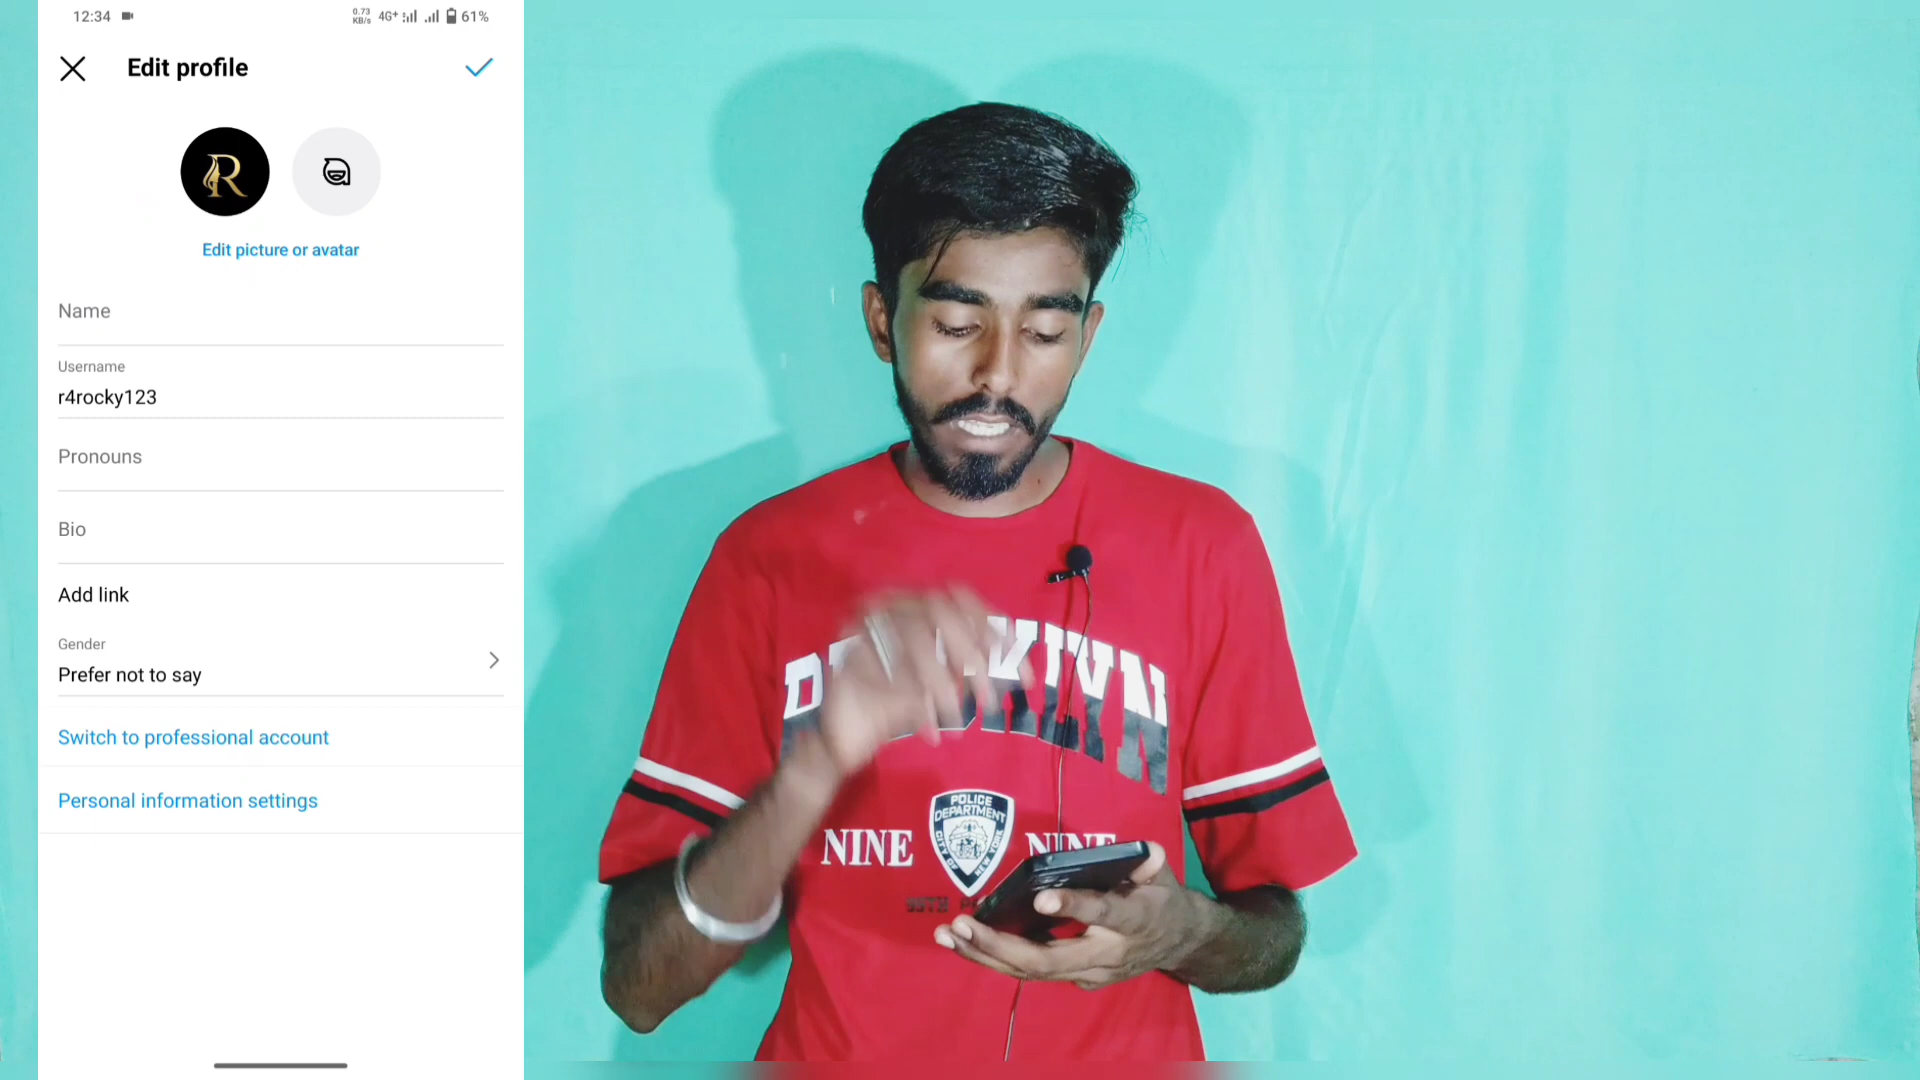 12:34
0.73
KB/s
4G+
61%
Edit profile
R
Edit picture or avatar
Name
Username
r4rocky123
Pronouns
Bio
Add link
Gender
Prefer not to say
Switch to professional account
Personal information settings
POLICE
DEPARTMENT
CITY OF
NEW YORK
NINE
NINE